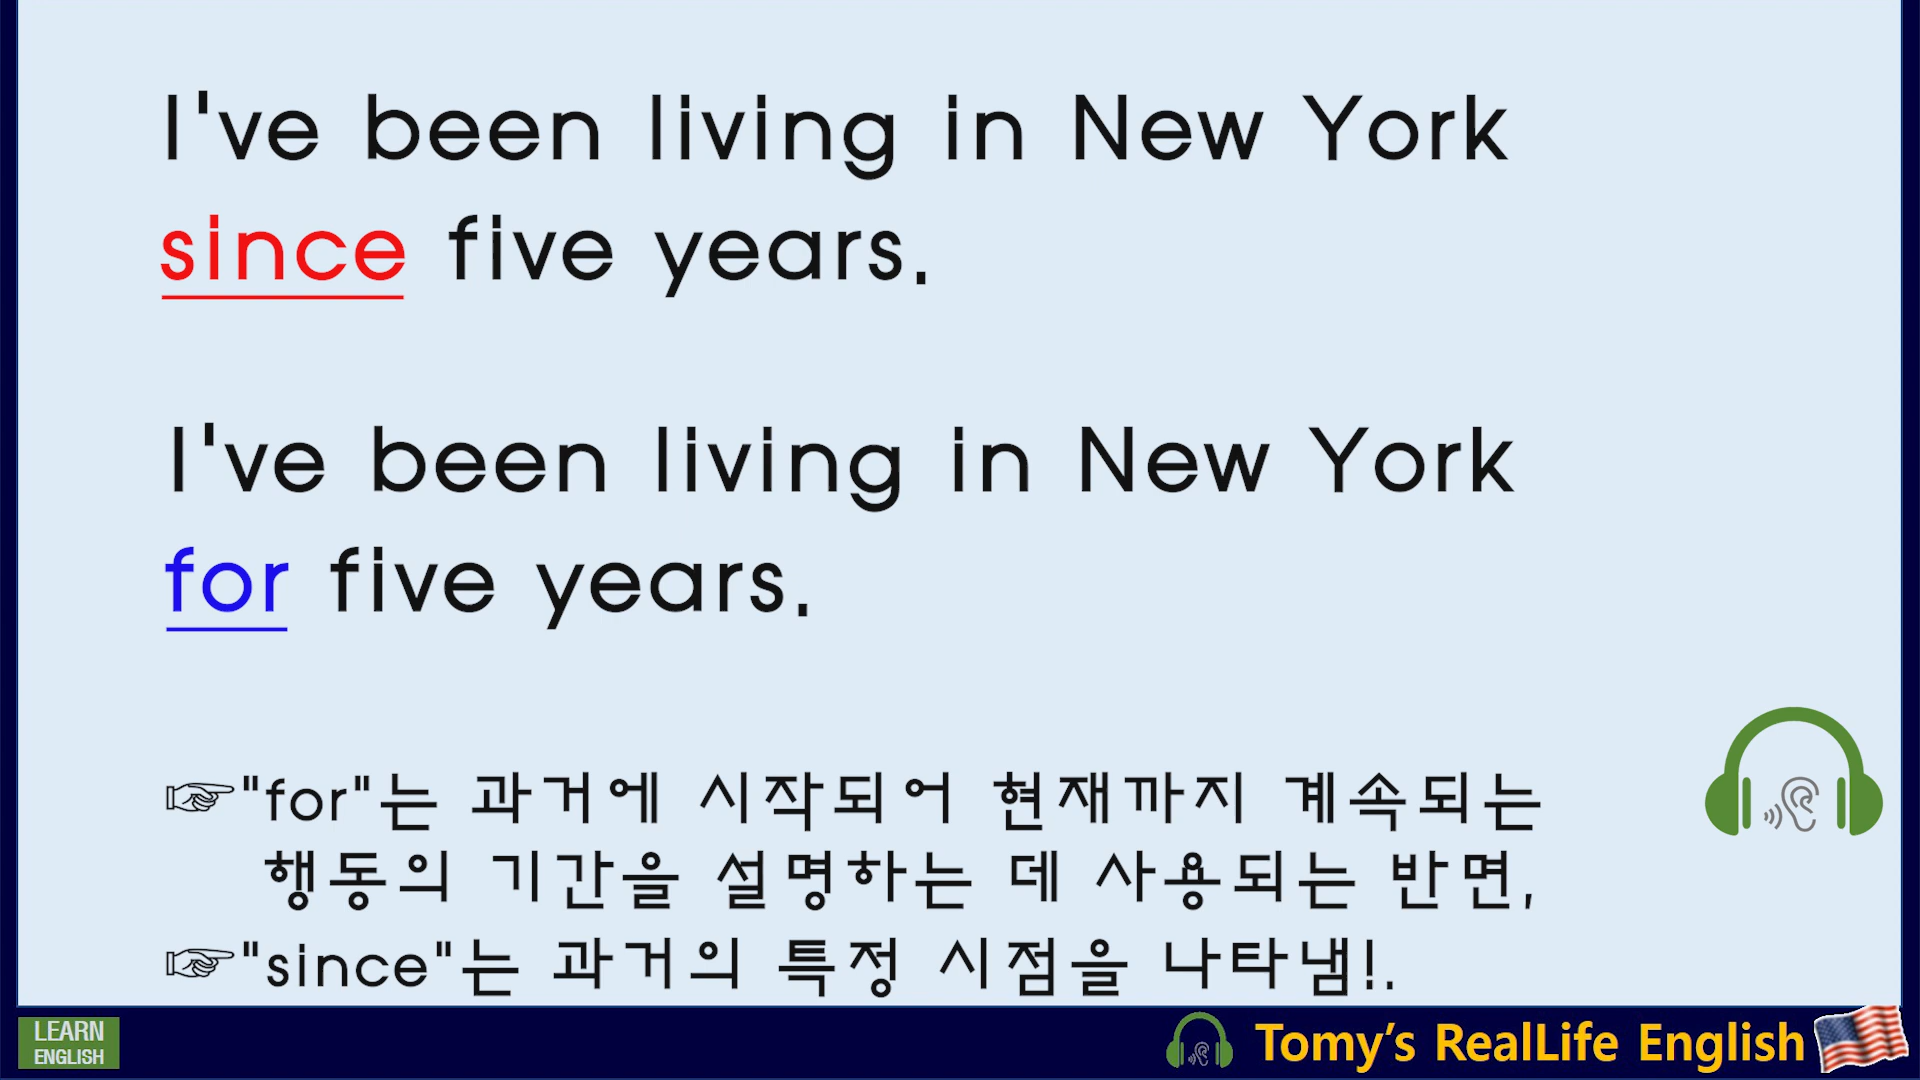 I've been living in New York
since five years.
I've been living in New York
for five years.
☞"for"는 과거에 시작되어 현재까지 계속되는
행동의 기간을 설명하는 데 사용되는 반면,
☞"since"는 과거의 특정 시점을 나타냄!.
LEARN
ENGLISH
Tomy's RealLife English